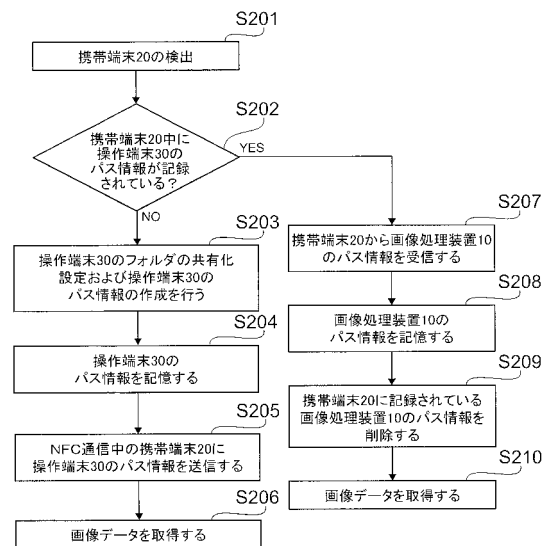 S201
携帯端末20の検出
S202
携帯端末20中に
操作端末30の
パス情報が記録
されている？
YES
NO
S203
操作端末30のフォルダの共有化
設定および操作端末30の
パス情報の作成を行う
S204
操作端末30の
パス情報を記憶する
S205
NFC通信中の携帯端末20に
操作端末30のパス情報を送信する
S206
画像データを取得する
S207
携帯端末20から画像処理装置10
のパス情報を受信する
S208
画像処理装置10の
パス情報を記憶する
S209
携帯端末20に記録されている
画像処理装置10のパス情報を
削除する
S210
画像データを取得する